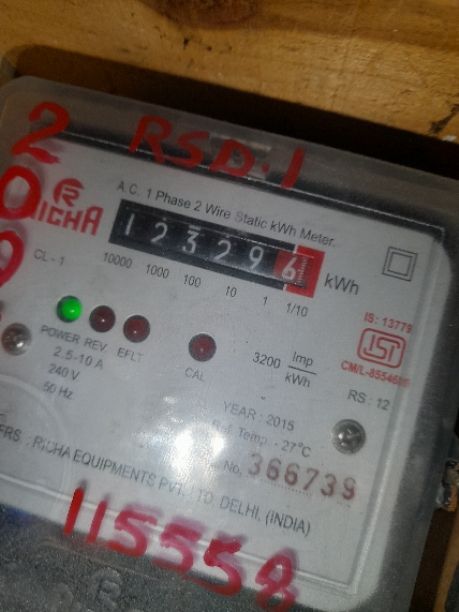 RSD.1
209
RICHA
A.C. 1 Phase 2 Wire Static kWh Meter.
123296 kWh
CL-1 10000 1000 100 10 1 1/10
IS: 13779
ISI
POWER REV. EFLT CAL
2.5-10 A
240 V
50 Hz
3200 Imp/kWh
RS: 12
YEAR: 2015
Ref. Temp. - 27°C
No. 366739
RICHA EQUIPMENTS PVT. LTD. DELHI, (INDIA)
115558